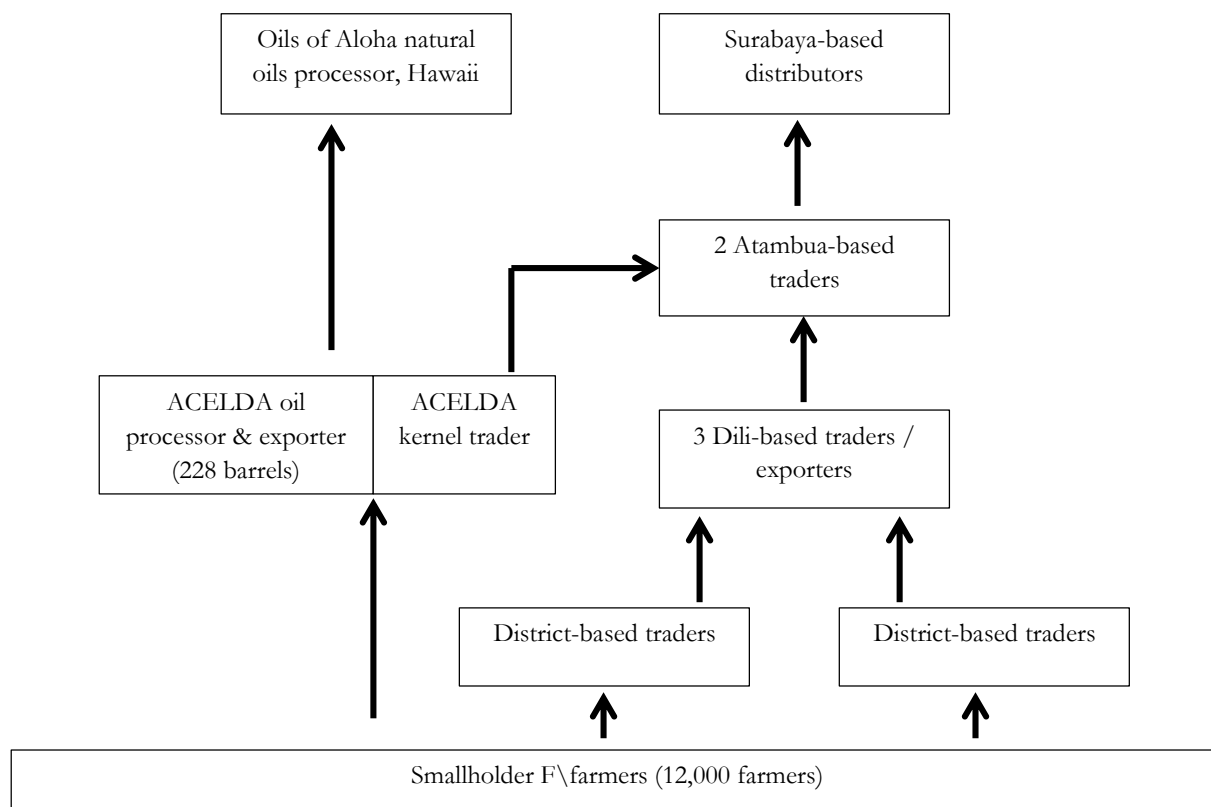 Oils of Aloha natural
oils processor, Hawaii
Surabaya-based
distributors
2 Atambua-based
traders
ACELDA oil
processor & exporter
(228 barrels)
ACELDA
kernel trader
3 Dili-based traders /
exporters
District-based traders
District-based traders
Smallholder F\farmers (12,000 farmers)